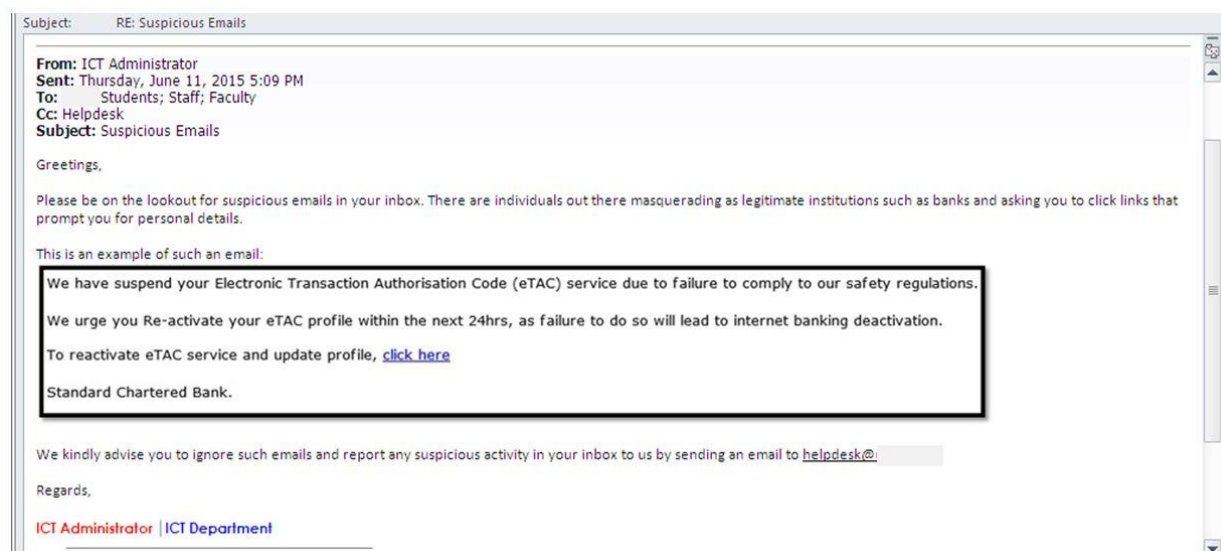 Subject: RE: Suspicious Emails
From: ICT Administrator
Sent: Thursday, June 11, 2015 5:09 PM
To: Students; Staff; Faculty
Cc: Helpdesk
Subject: Suspicious Emails
Greetings,
Please be on the lookout for suspicious emails in your inbox. There are individuals out there masquerading as legitimate institutions such as banks and asking you to click links that
prompt you for personal details.
This is an example of such an email:
We have suspend your Electronic Transaction Authorisation Code (eTAC) service due to failure to comply to our safety regulations.
We urge you Re-activate your eTAC profile within the next 24hrs, as failure to do so will lead to internet banking deactivation.
To reactivate eTAC service and update profile, click here
Standard Chartered Bank.
We kindly advise you to ignore such emails and report any suspicious activity in your inbox to us by sending an email to helpdesk@
Regards,
ICT Administrator | ICT Department